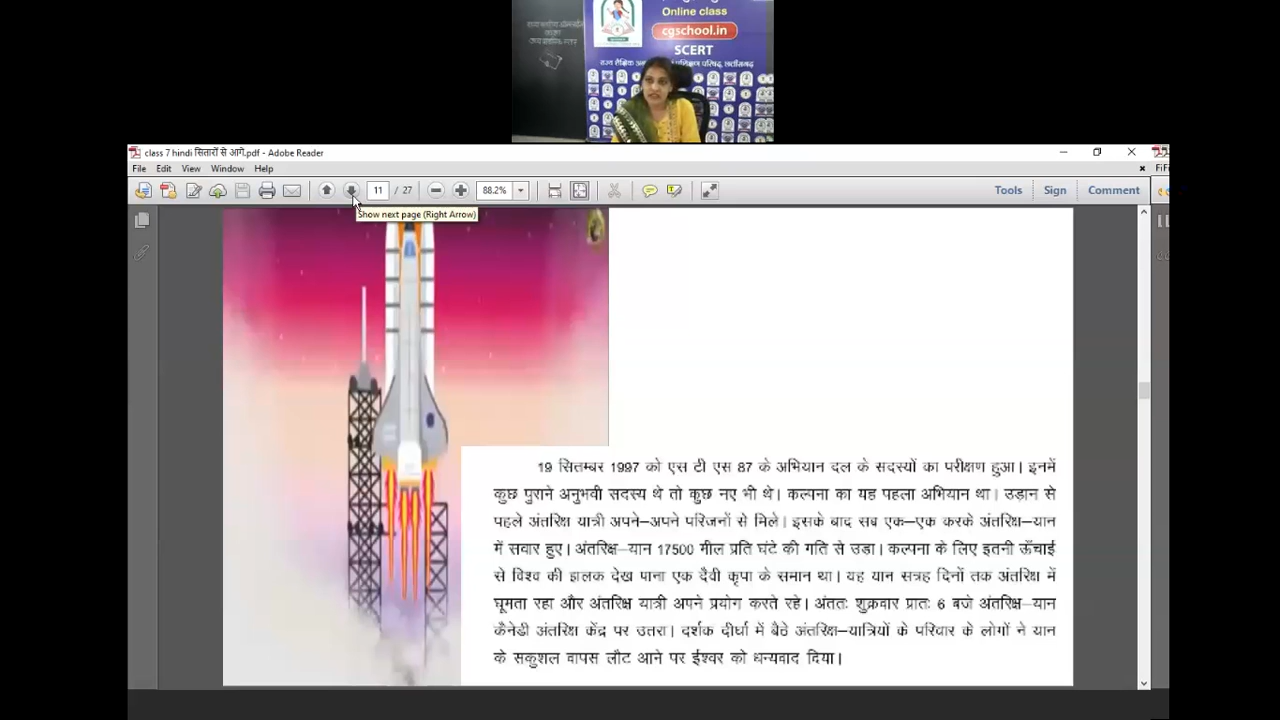 Online class
cgschool.in
SCERT
class 7 hindi सितारों से आगे.pdf - Adobe Reader
File Edit View Window Help
11 / 27 88.2% Tools Sign Comment
Show next page (Right Arrow)
19 सितम्बर 1997 को एस टी एस 87 के अभियान दल के सदस्यों का परीक्षण हुआ। इनमें
कुछ पुराने अनुभवी सदस्य थे तो कुछ नए भी थे। कल्पना का यह पहला अभियान था। उड़ान से
पहले अंतरिक्ष यात्री अपने–अपने परिजनों से मिले। इसके बाद सब एक–एक करके अंतरिक्ष–यान
में सवार हुए। अंतरिक्ष–यान 17500 मील प्रति घंटे की गति से उड़ा। कल्पना के लिए इतनी ऊँचाई
से विश्व की झलक देख पाना एक दैवी कृपा के समान था। यह यान सत्रह दिनों तक अंतरिक्ष में
घूमता रहा और अंतरिक्ष यात्री अपने प्रयोग करते रहे। अंततः शुक्रवार प्रातः 6 बजे अंतरिक्ष–यान
कैनेडी अंतरिक्ष केंद्र पर उतरा। दर्शक दीर्घा में बैठे अंतरिक्ष–यात्रियों के परिवार के लोगों ने यान
के सकुशल वापस लौट आने पर ईश्वर को धन्यवाद दिया।